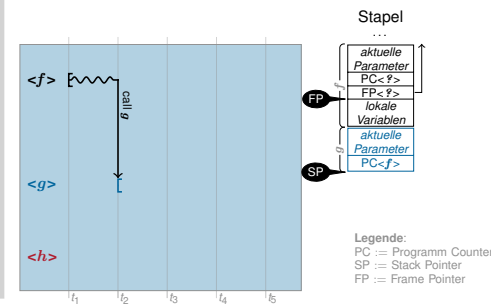 Stapel
...
aktuelle
Parameter
PC<?>
FP<?>
lokale
Variablen
aktuelle
Parameter
PC<f>
f
g
FP
SP
<f>
call g
<g>
<h>
t1 t2 t3 t4 t5
Legende:
PC := Programm Counter
SP := Stack Pointer
FP := Frame Pointer